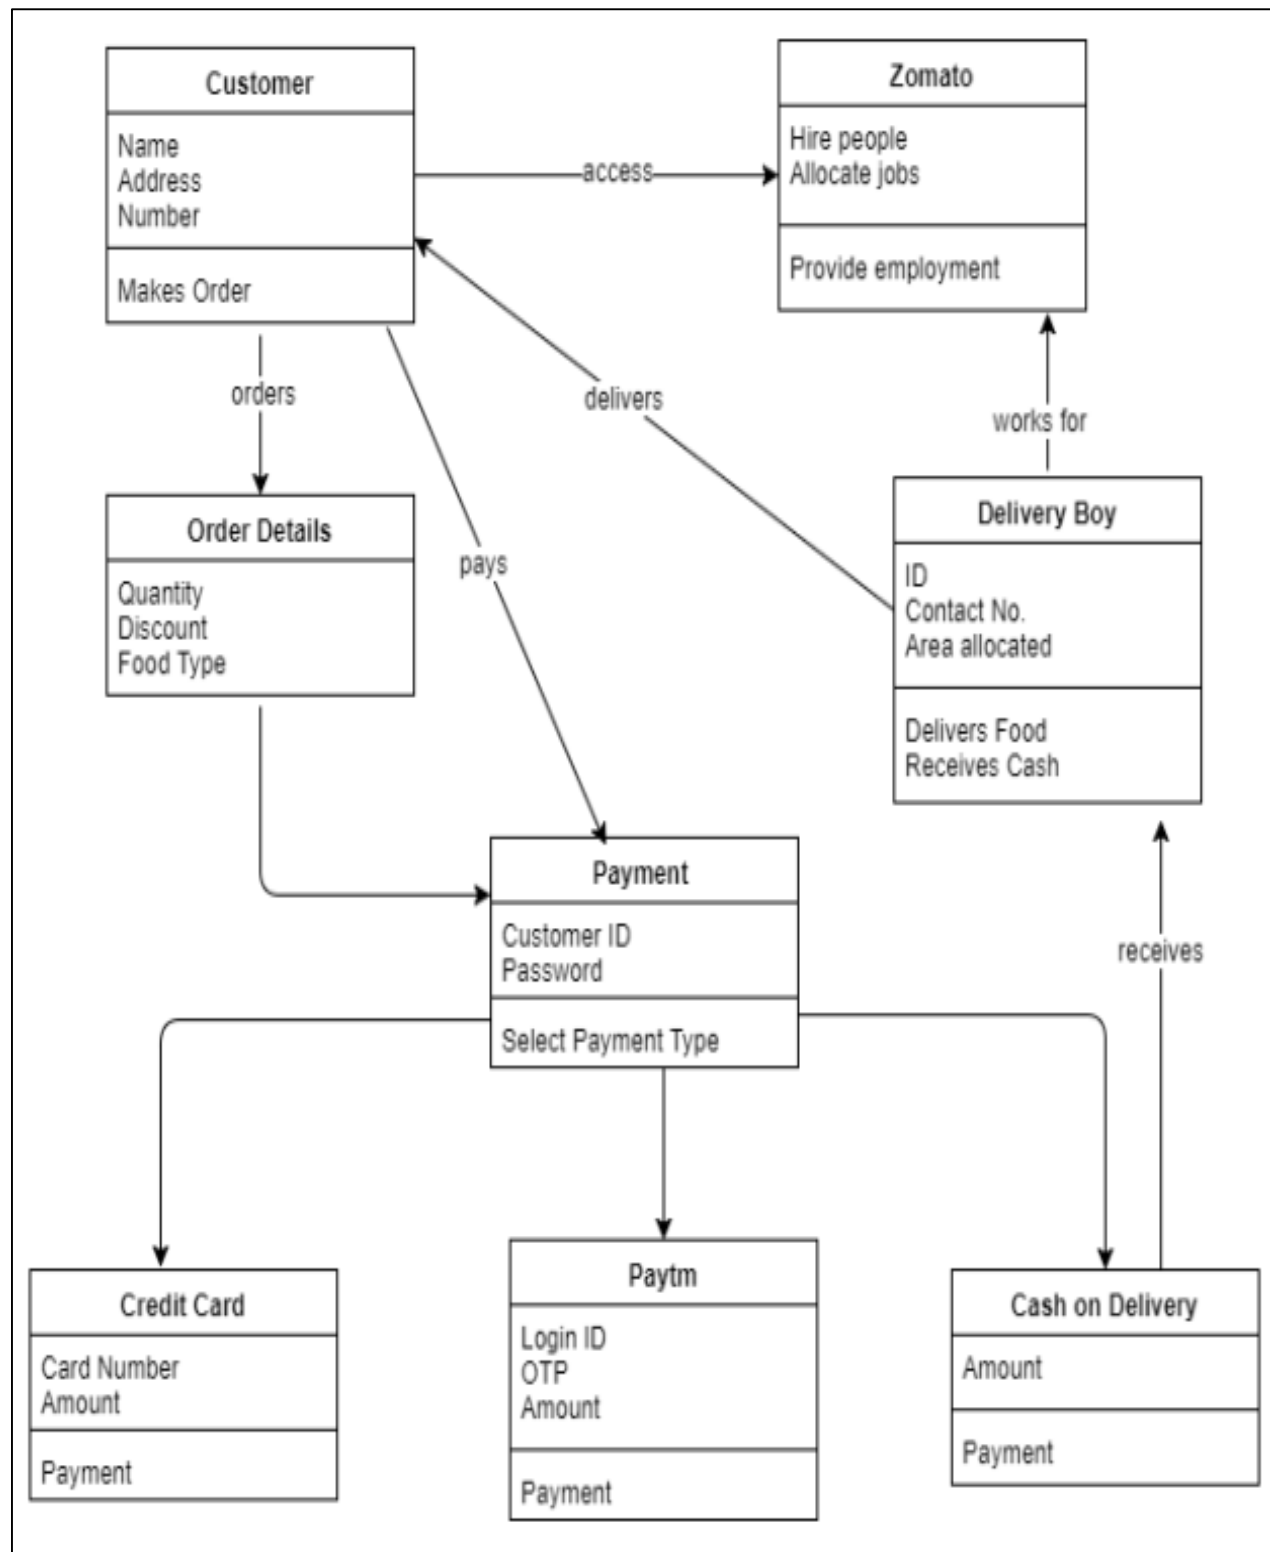 Customer
Name
Address
Number
Makes Order
access
Zomato
Hire people
Allocate jobs
Provide employment
orders
delivers
works for
pays
Order Details
Quantity
Discount
Food Type
Delivery Boy
ID
Contact No.
Area allocated
Delivers Food
Receives Cash
Payment
Customer ID
Password
Select Payment Type
receives
Credit Card
Card Number
Amount
Payment
Paytm
Login ID
OTP
Amount
Payment
Cash on Delivery
Amount
Payment